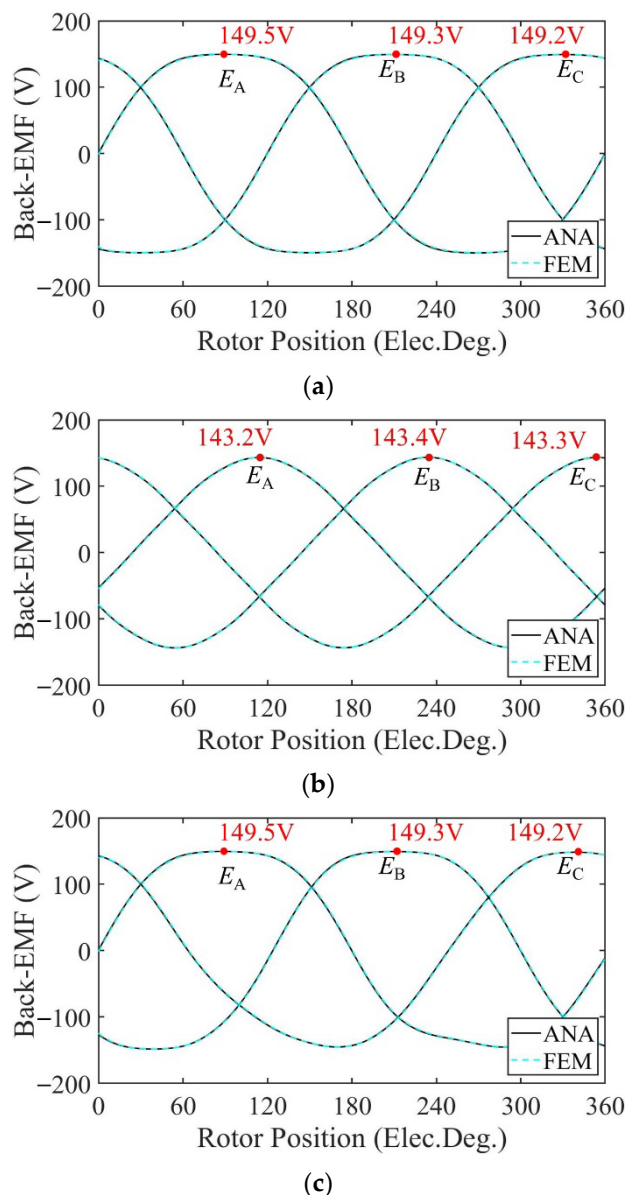 149.5V 149.3V 149.2V
200
100
0
−100
−200
Back-EMF (V)
E_A E_B E_C
ANA
FEM
0 60 120 180 240 300 360
Rotor Position (Elec.Deg.)
(a)
143.2V 143.4V 143.3V
200
100
0
−100
−200
Back-EMF (V)
E_A E_B E_C
ANA
FEM
0 60 120 180 240 300 360
Rotor Position (Elec.Deg.)
(b)
149.5V 149.3V 149.2V
200
100
0
−100
−200
Back-EMF (V)
E_A E_B E_C
ANA
FEM
0 60 120 180 240 300 360
Rotor Position (Elec.Deg.)
(c)